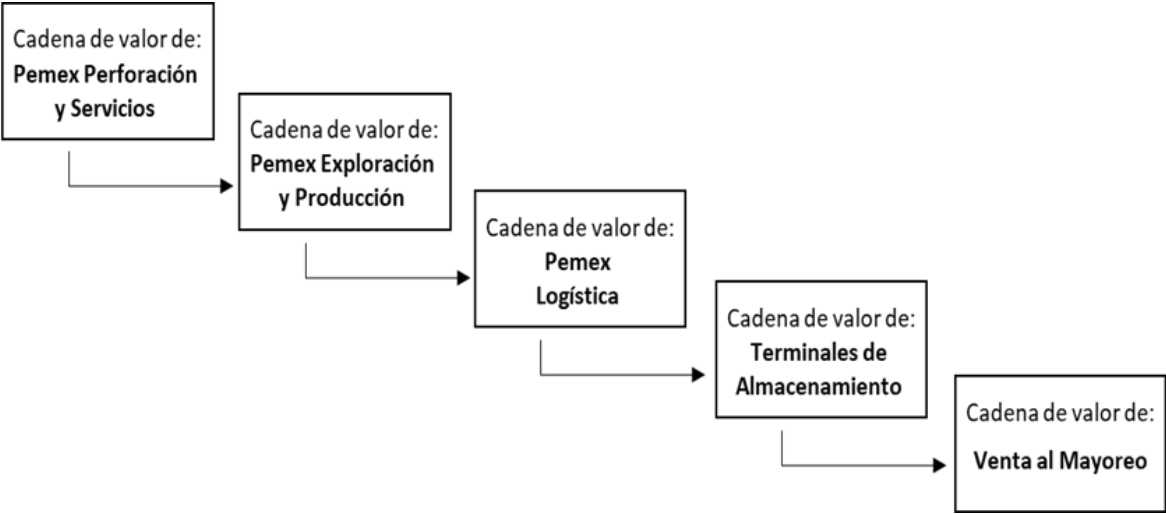 Cadena de valor de:
Pemex Perforación
y Servicios
Cadena de valor de:
Pemex Exploración
y Producción
Cadena de valor de:
Pemex
Logística
Cadena de valor de:
Terminales de
Almacenamiento
Cadena de valor de:
Venta al Mayoreo